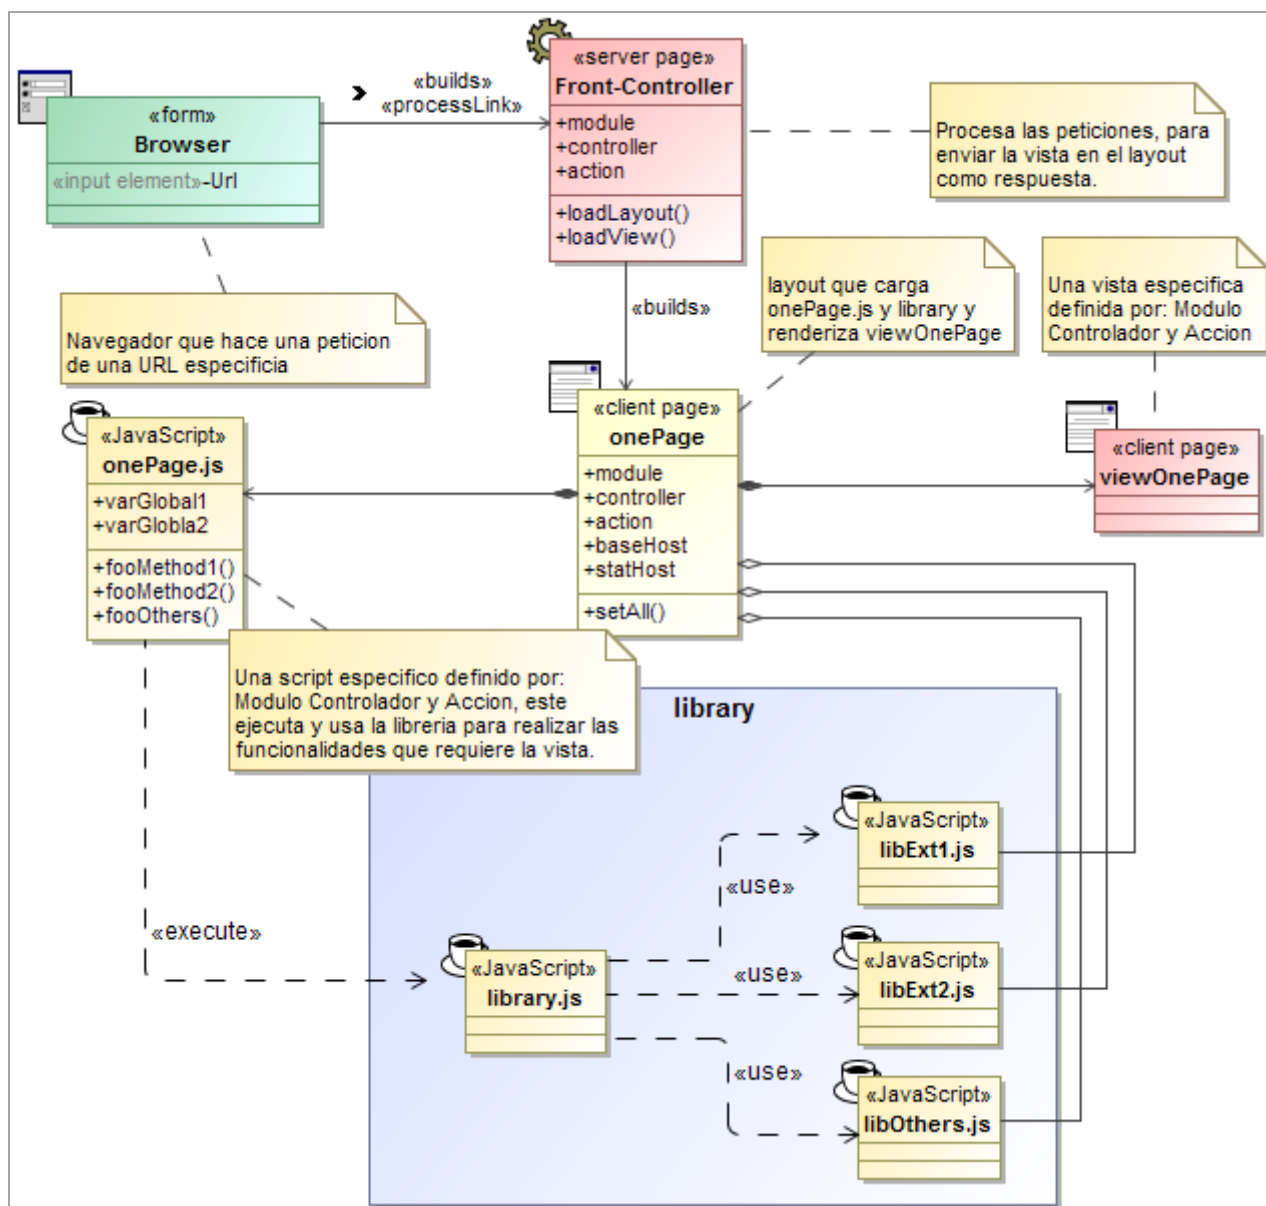 «form»
Browser
«input element»-Url
«builds»
«processLink»
«server page»
Front-Controller
+module
+controller
+action
+loadLayout()
+loadView()
Procesa las peticiones, para
enviar la vista en el layout
como respuesta.
«builds»
layout que carga
onePage.js y library y
renderiza viewOnePage
Una vista especifica
definida por: Modulo
Controlador y Accion
Navegador que hace una peticion
de una URL especificia
«JavaScript»
onePage.js
+varGlobal1
+varGlobla2
+fooMethod1()
+fooMethod2()
+fooOthers()
«client page»
onePage
+module
+controller
+action
+baseHost
+statHost
+setAll()
«client page»
viewOnePage
Una script especifico definido por:
Modulo Controlador y Accion, este
ejecuta y usa la libreria para realizar las
funcionalidades que requiere la vista.
library
«execute»
«JavaScript»
library.js
«use»
«use»
«use»
«JavaScript»
libExt1.js
«JavaScript»
libExt2.js
«JavaScript»
libOthers.js